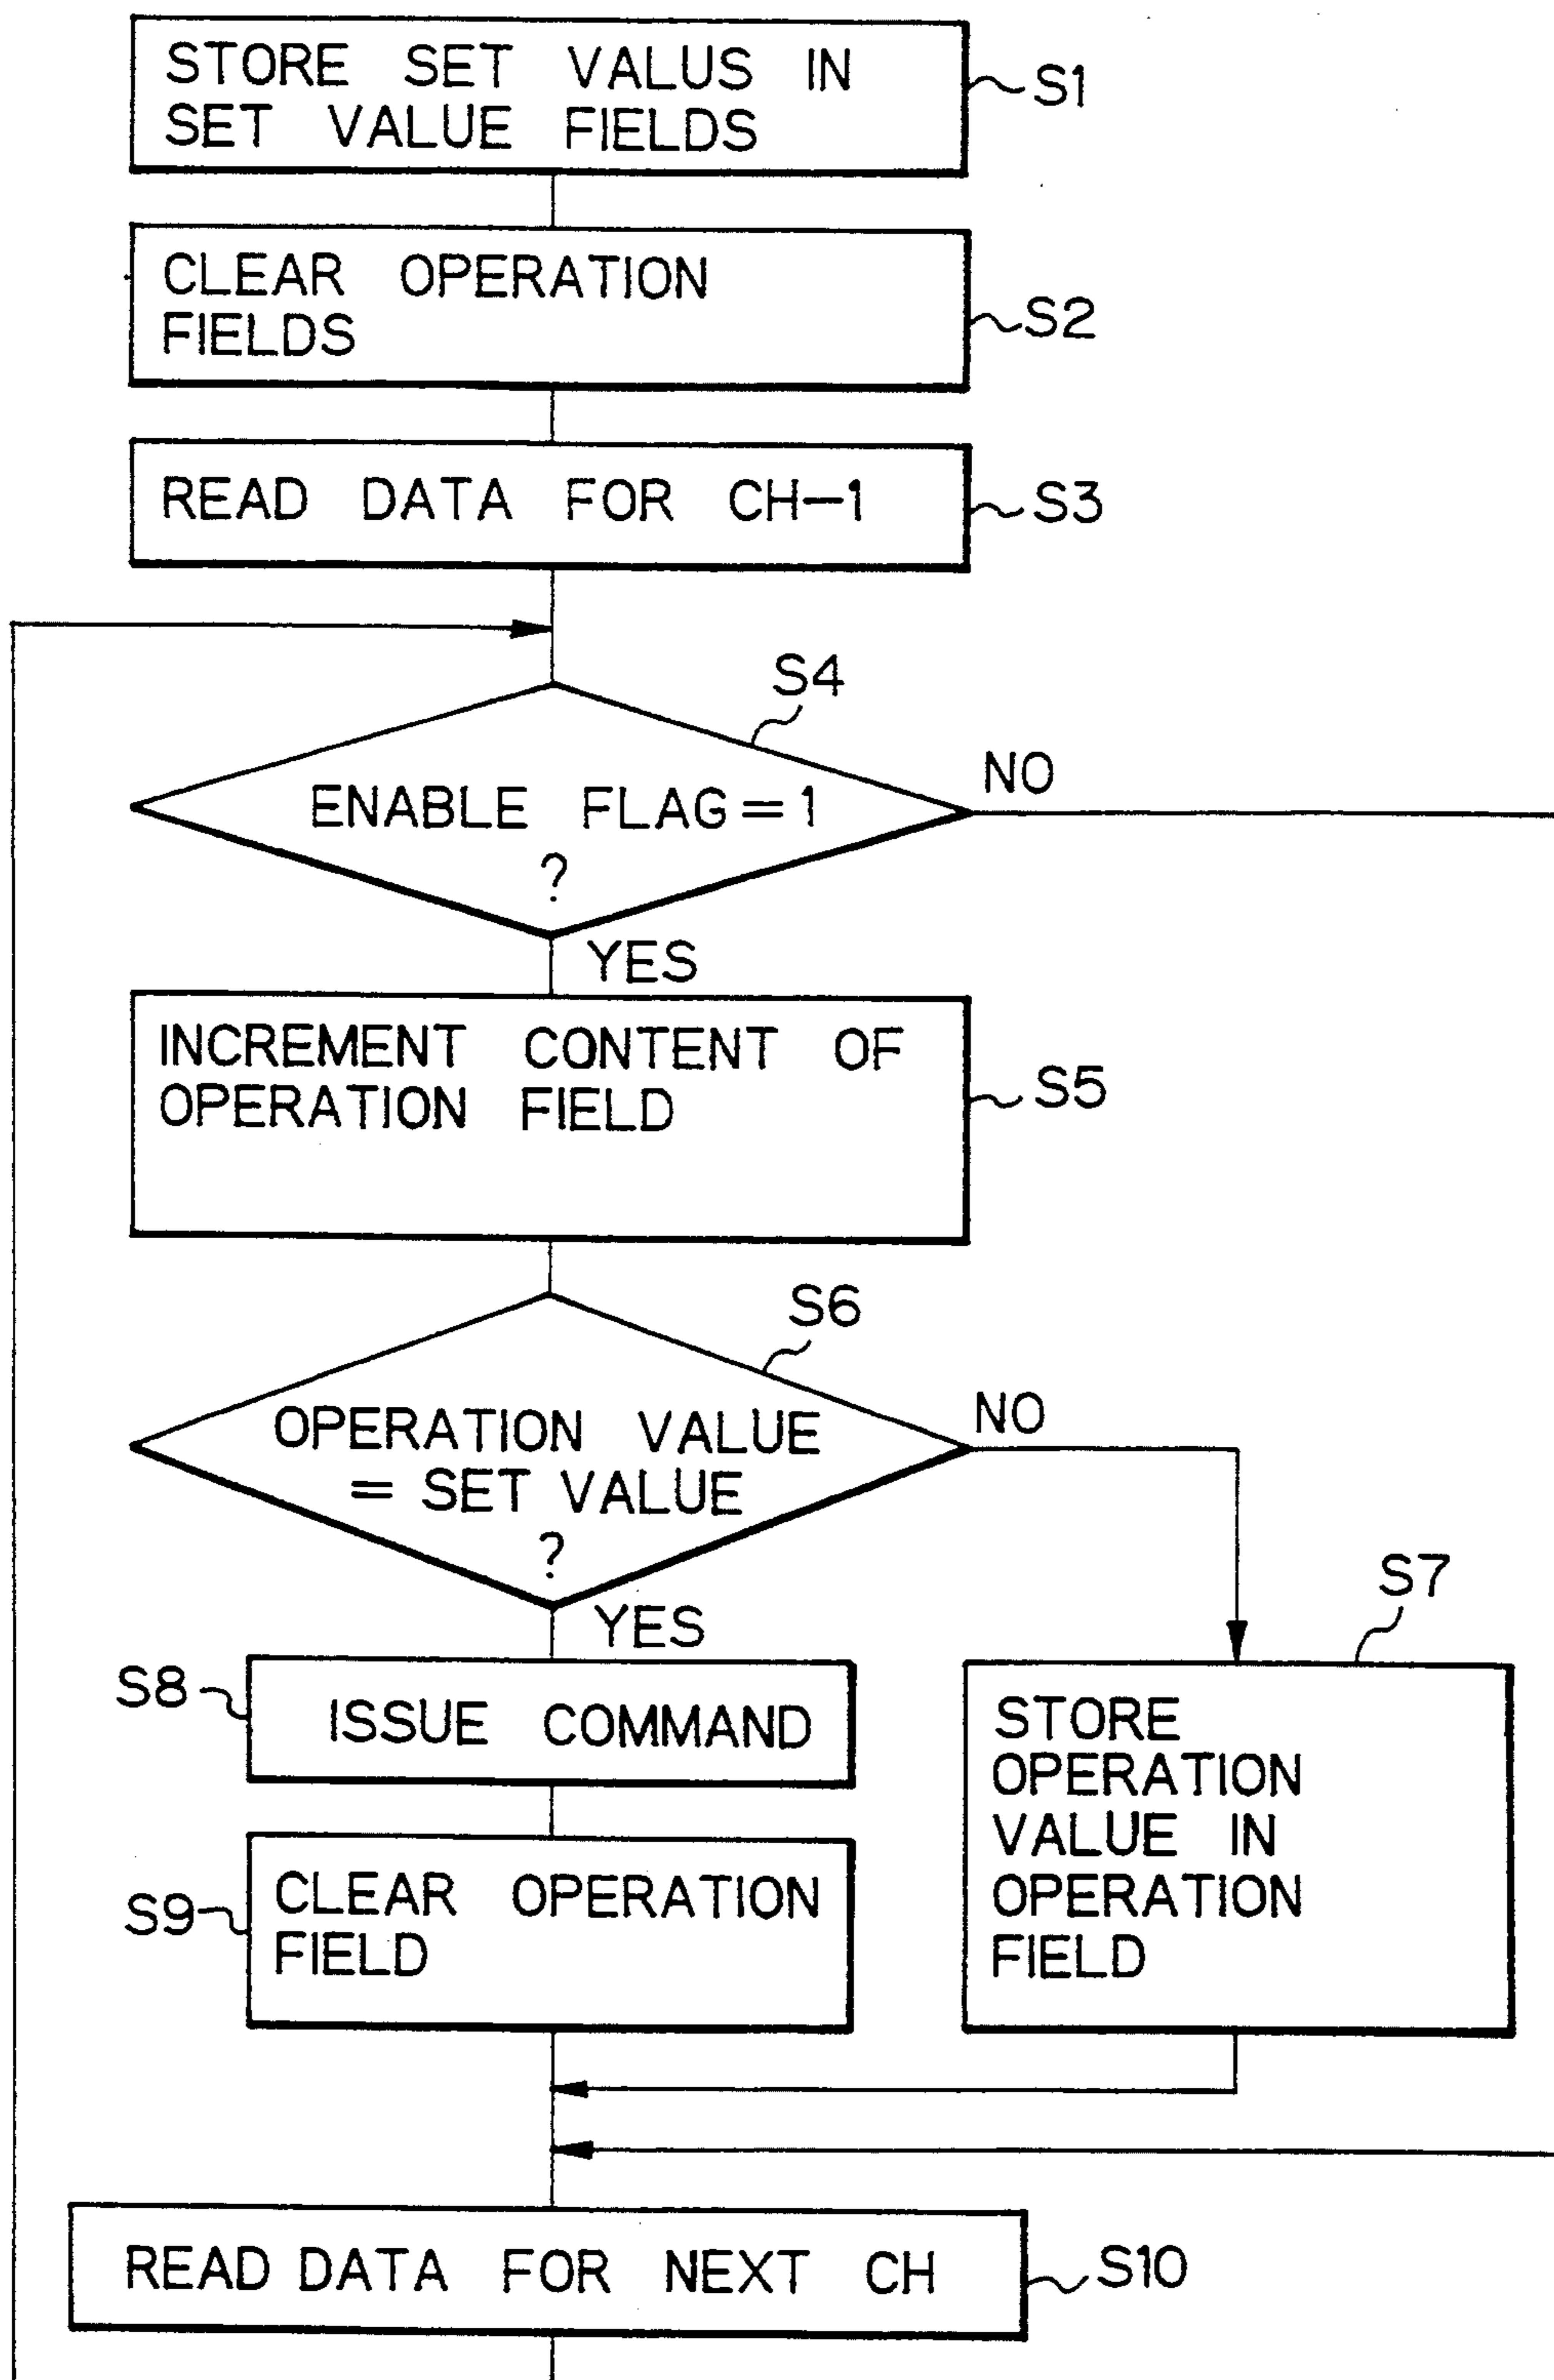 STORE SET VALUS IN
SET VALUE FIELDS
S1
CLEAR OPERATION
FIELDS
S2
READ DATA FOR CH-1
S3
S4
ENABLE FLAG=1
?
NO
YES
INCREMENT CONTENT OF
OPERATION FIELD
S5
S6
OPERATION VALUE
= SET VALUE
?
NO
YES
S7
STORE
OPERATION
VALUE IN
OPERATION
FIELD
S8
ISSUE COMMAND
S9
CLEAR OPERATION
FIELD
READ DATA FOR NEXT CH
S10